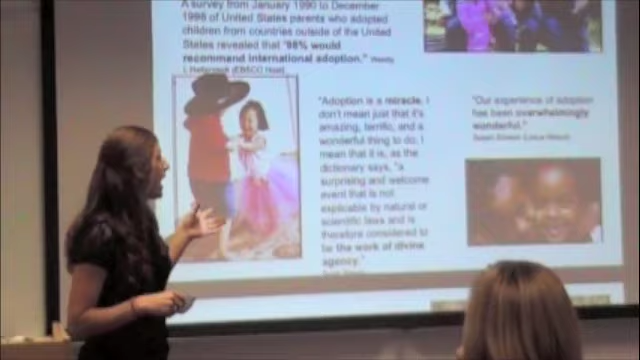 A survey from January 1990 to December
1998 of United States parents who adopted
children from countries outside of the United
States revealed that "98% would
recommend international adoption."
(EBSCO Host)
"Adoption is a miracle. I
don't mean just that it's
amazing, terrific, and a
wonderful thing to do. I
mean that it is, as the
dictionary says, "a
surprising and welcome
event that is not
explicable by natural or
scientific laws and is
therefore considered to
be the work of divine
agency."
"Our experience of adoption
has been overwhelmingly
wonderful."